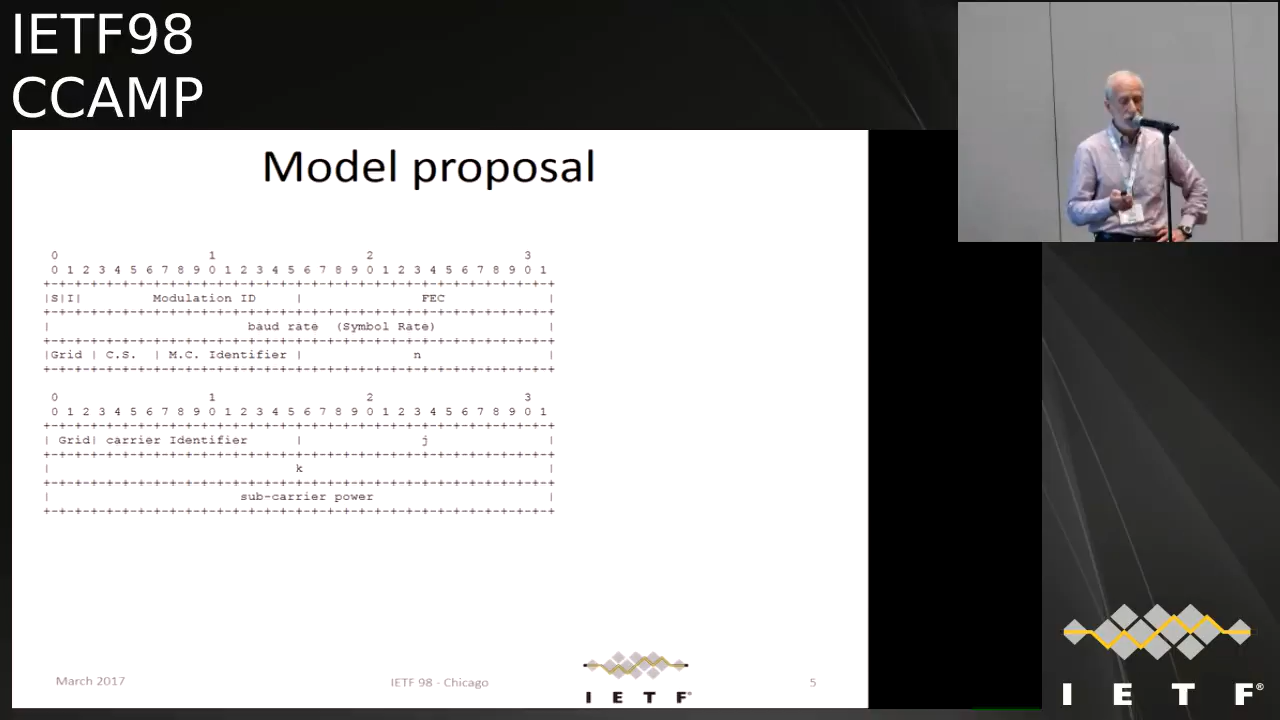 IETF98
CCAMP
Model proposal
0 1 2 3
0 1 2 3 4 5 6 7 8 9 0 1 2 3 4 5 6 7 8 9 0 1 2 3 4 5 6 7 8 9 0 1
+-+-+-+-+-+-+-+-+-+-+-+-+-+-+-+-+-+-+-+-+-+-+-+-+-+-+-+-+-+-+-+-+
|S|I| Modulation ID | FEC |
+-+-+-+-+-+-+-+-+-+-+-+-+-+-+-+-+-+-+-+-+-+-+-+-+-+-+-+-+-+-+-+-+
| baud rate (Symbol Rate) |
+-+-+-+-+-+-+-+-+-+-+-+-+-+-+-+-+-+-+-+-+-+-+-+-+-+-+-+-+-+-+-+-+
|Grid | C.S. | M.C. Identifier | n |
+-+-+-+-+-+-+-+-+-+-+-+-+-+-+-+-+-+-+-+-+-+-+-+-+-+-+-+-+-+-+-+-+
0 1 2 3
0 1 2 3 4 5 6 7 8 9 0 1 2 3 4 5 6 7 8 9 0 1 2 3 4 5 6 7 8 9 0 1
+-+-+-+-+-+-+-+-+-+-+-+-+-+-+-+-+-+-+-+-+-+-+-+-+-+-+-+-+-+-+-+-+
| Grid| carrier Identifier | j |
+-+-+-+-+-+-+-+-+-+-+-+-+-+-+-+-+-+-+-+-+-+-+-+-+-+-+-+-+-+-+-+-+
| k |
+-+-+-+-+-+-+-+-+-+-+-+-+-+-+-+-+-+-+-+-+-+-+-+-+-+-+-+-+-+-+-+-+
| sub-carrier power |
+-+-+-+-+-+-+-+-+-+-+-+-+-+-+-+-+-+-+-+-+-+-+-+-+-+-+-+-+-+-+-+-+
March 2017
IETF 98 - Chicago
I E T F®
5
I E T F®